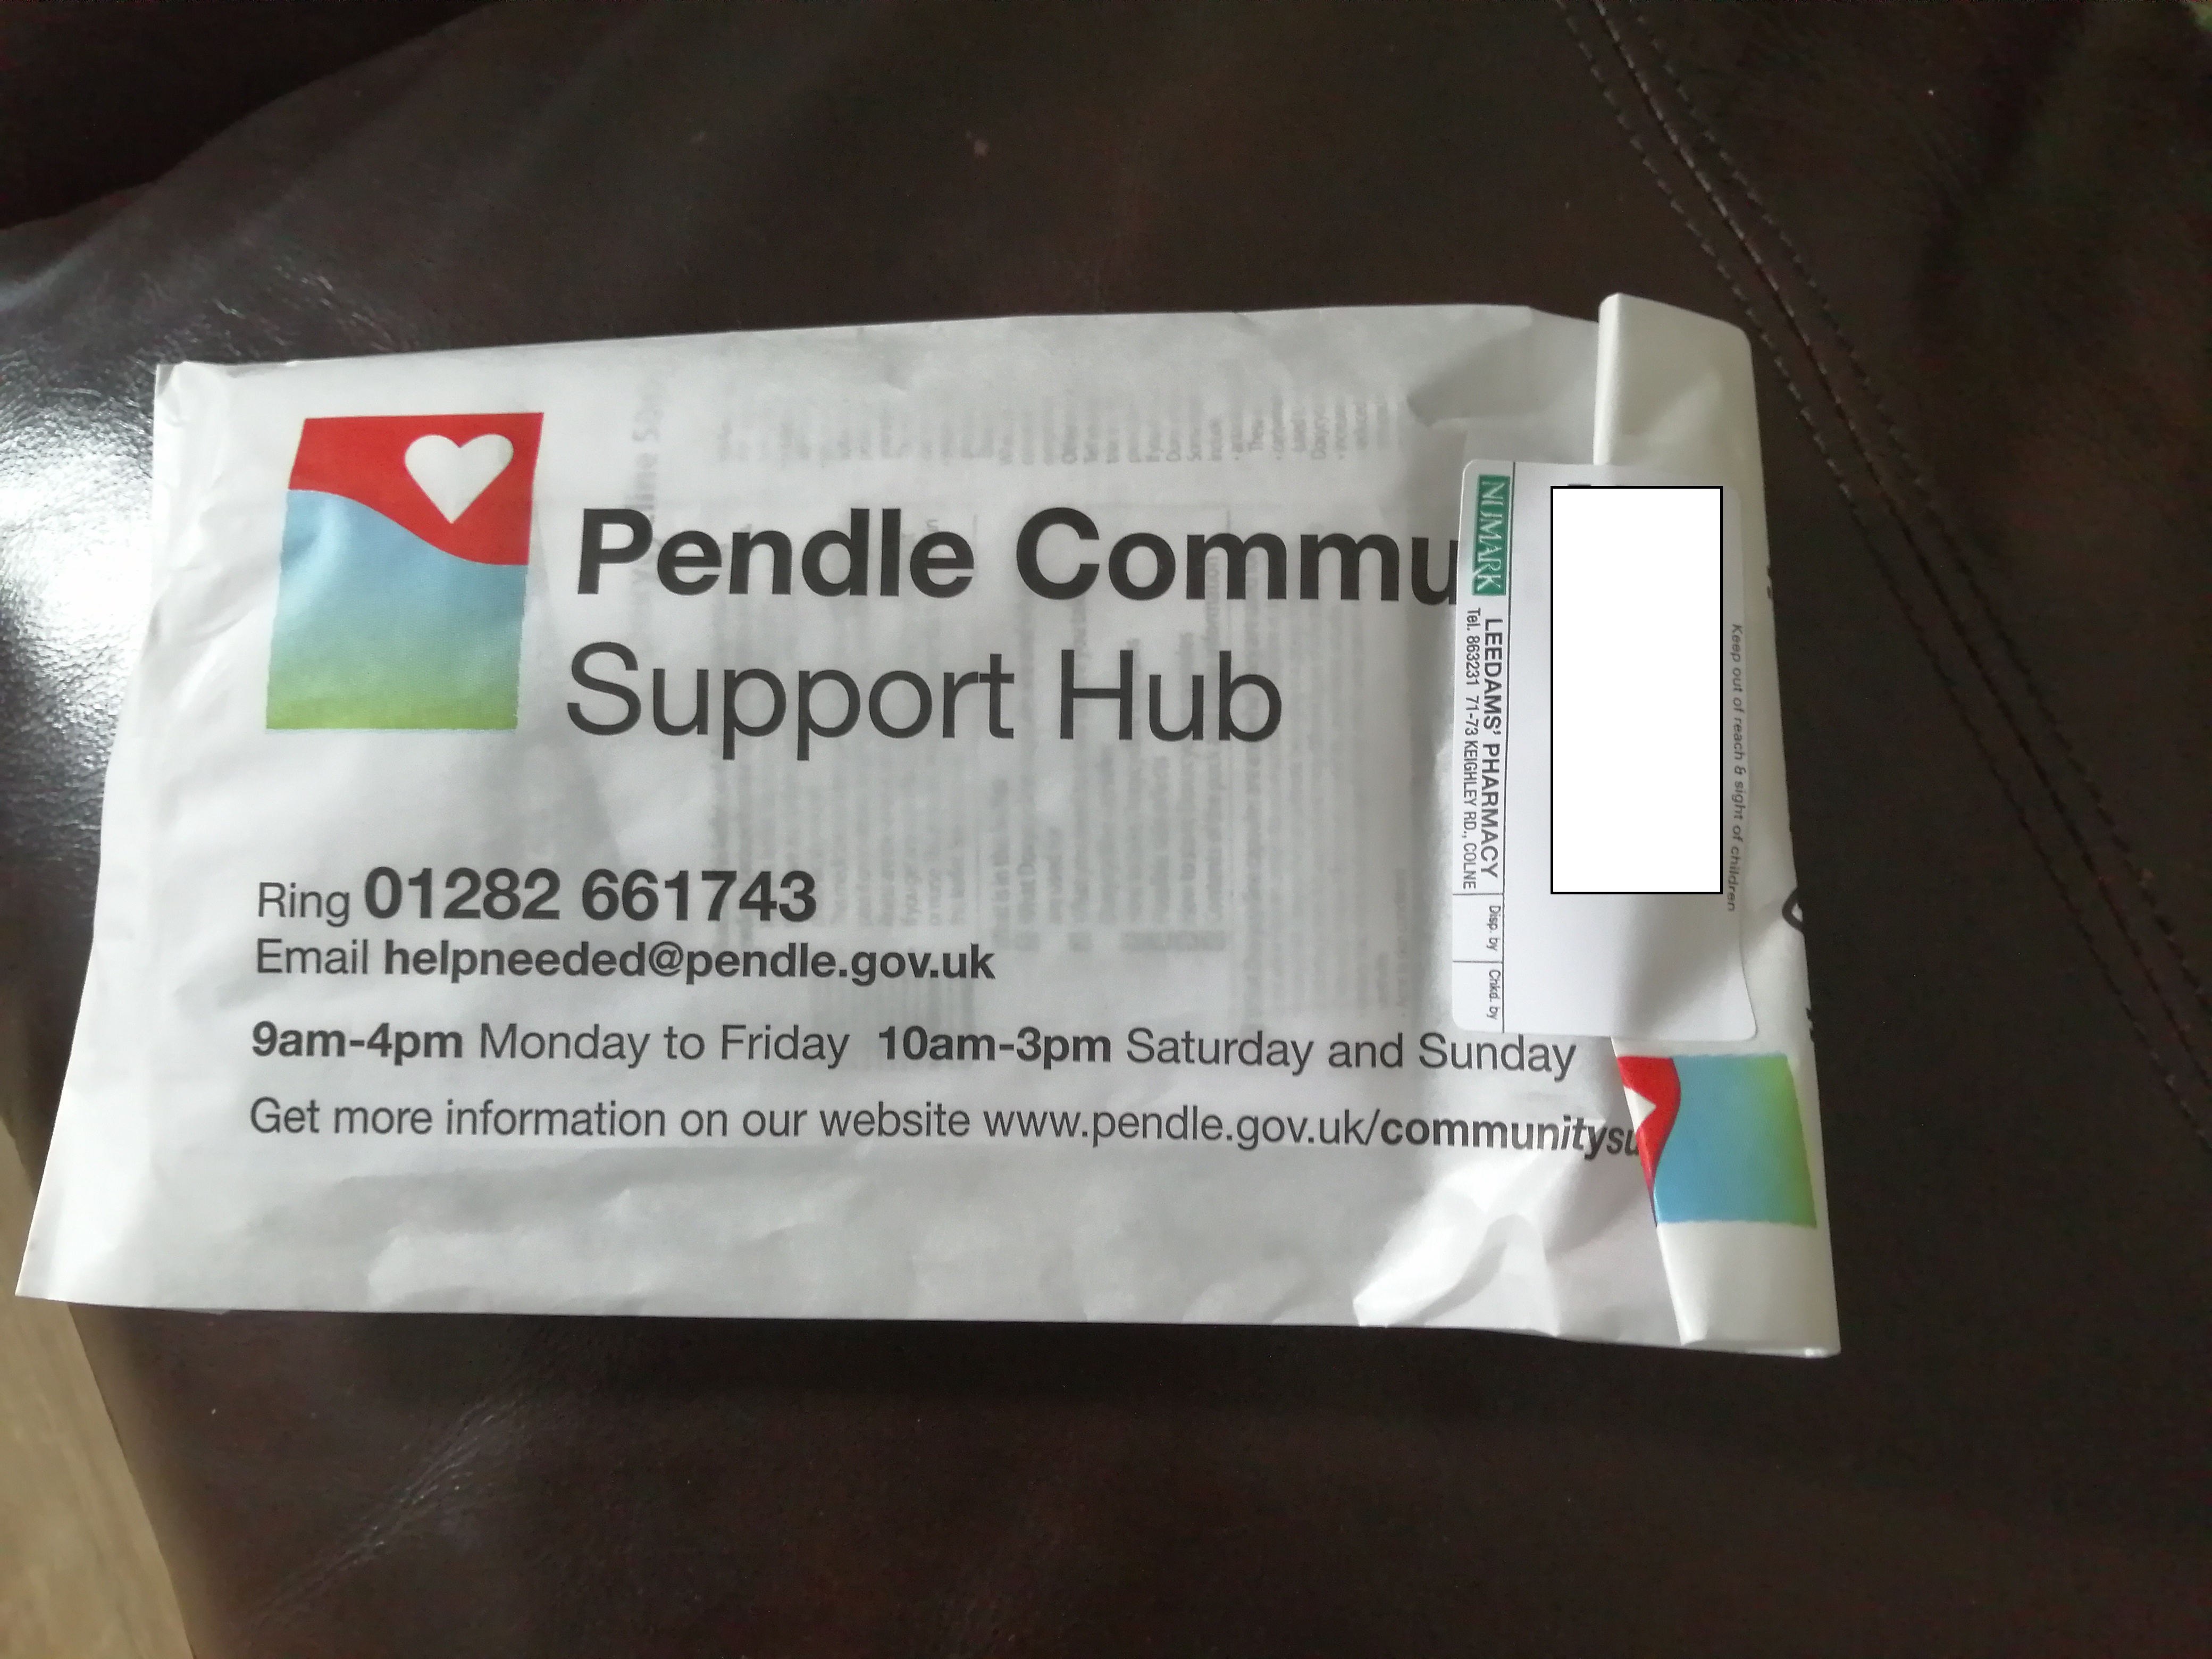 Pendle Commu
Support Hub
Ring 01282 661743
Email helpneeded@pendle.gov.uk
9am-4pm Monday to Friday 10am-3pm Saturday and Sunday
Get more information on our website www.pendle.gov.uk/communitysu
NUMARK
LEEDAMS' PHARMACY
Tel. 863231 71-73 KEIGHLEY RD., COLNE
Disp. by
Chkd. by
Keep out of reach & sight of children